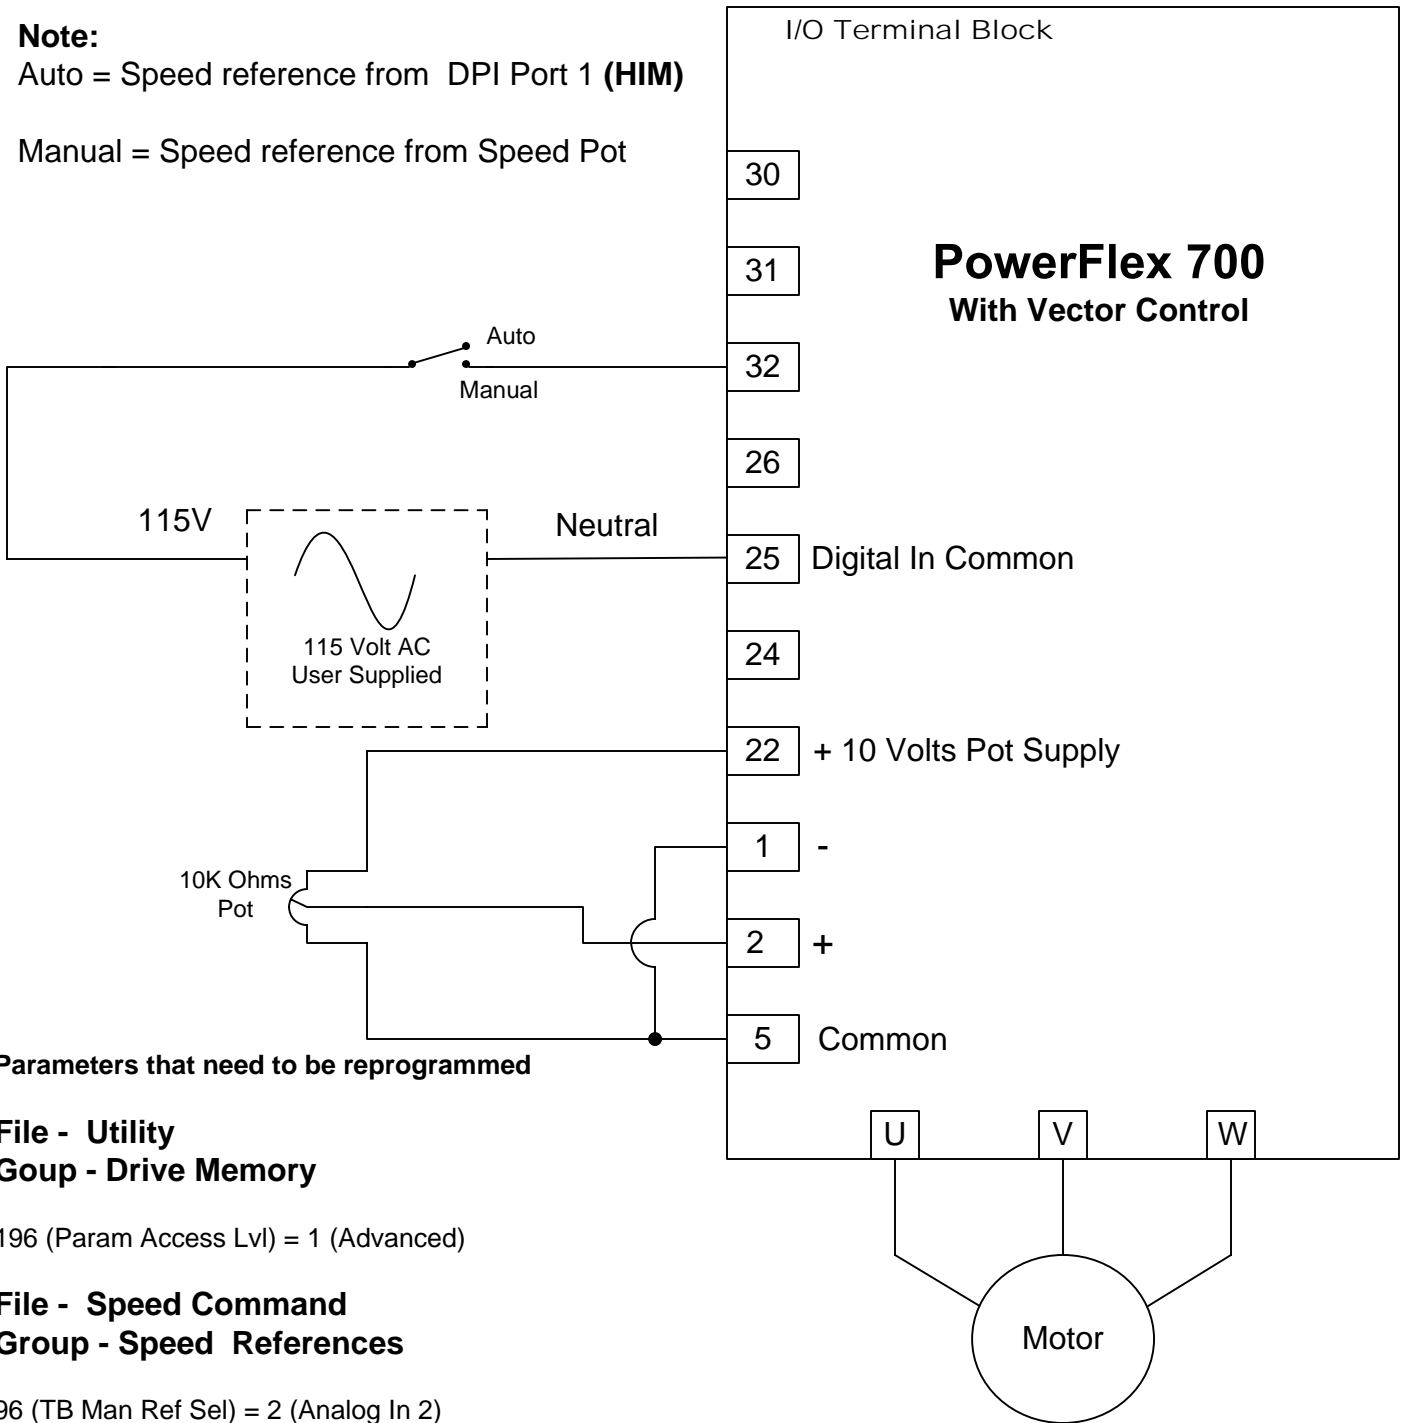 Note:
Auto = Speed reference from DPI Port 1 (HIM)
Manual = Speed reference from Speed Pot
I/O Terminal Block
PowerFlex 700
With Vector Control
30
31
32
Auto
Manual
26
115V
Neutral
25 Digital In Common
115 Volt AC
User Supplied
24
22 + 10 Volts Pot Supply
1 -
10K Ohms
Pot
2 +
5 Common
Parameters that need to be reprogrammed
File - Utility
Goup - Drive Memory
196 (Param Access Lvl) = 1 (Advanced)
File - Speed Command
Group - Speed References
96 (TB Man Ref Sel) = 2 (Analog In 2)
U V W
Motor